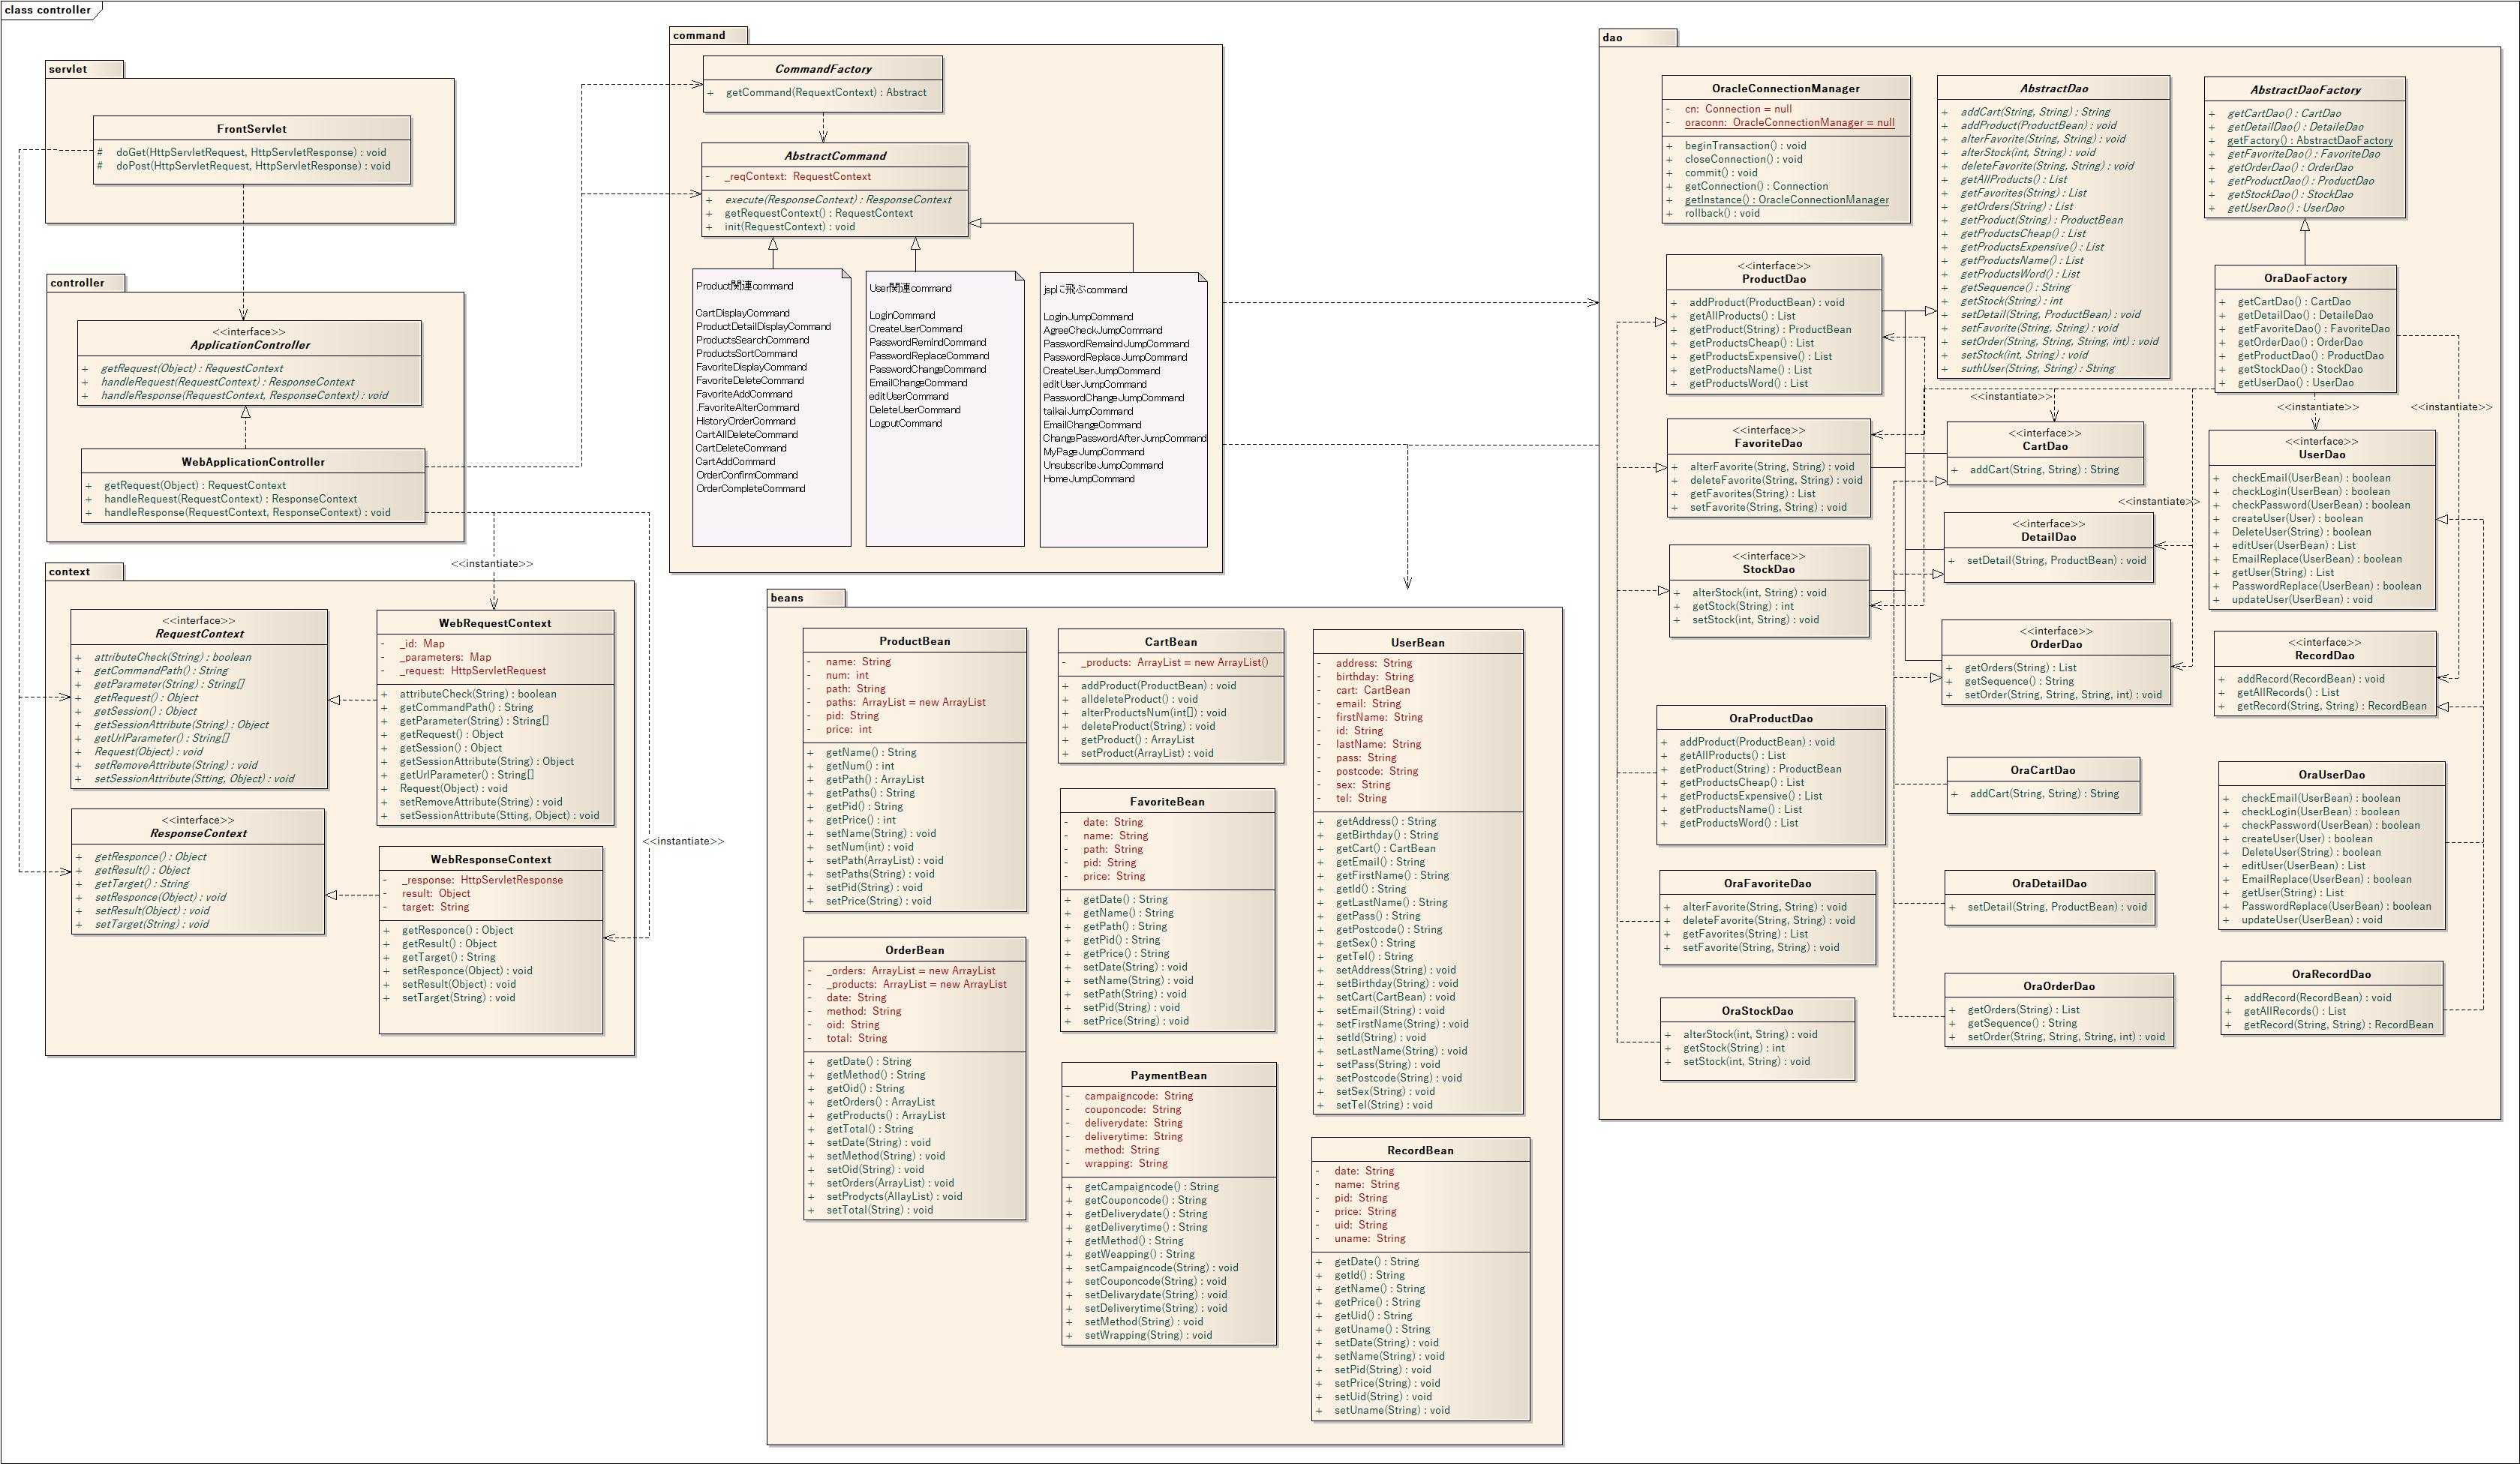 class controller
servlet
FrontServlet
# doGet(HttpServletRequest, HttpServletResponse) : void
# doPost(HttpServletRequest, HttpServletResponse) : void
controller
<<interface>>
ApplicationController
+ getRequest(Object) : RequestContext
+ handleRequest(RequestContext) : ResponseContext
+ handleResponse(RequestContext, ResponseContext) : void
WebApplicationController
+ getRequest(Object) : RequestContext
+ handleRequest(RequestContext) : ResponseContext
+ handleResponse(RequestContext, ResponseContext) : void
<<instantiate>>
<<instantiate>>
context
<<interface>>
RequestContext
+ attributeCheck(String) : boolean
+ getCommandPath() : String
+ getParameter(String) : String[]
+ getRequest() : Object
+ getSession() : Object
+ getSessionAttribute(String) : Object
+ getUrlParameter() : String[]
+ Request(Object) : void
+ setRemoveAttribute(String) : void
+ setSessionAttribute(Stting, Object) : void
WebRequestContext
- _id: Map
- _parameters: Map
- _request: HttpServletRequest
+ attributeCheck(String) : boolean
+ getCommandPath() : String
+ getParameter(String) : String[]
+ getRequest() : Object
+ getSession() : Object
+ getSessionAttribute(String) : Object
+ getUrlParameter() : String[]
+ Request(Object) : void
+ setRemoveAttribute(String) : void
+ setSessionAttribute(Stting, Object) : void
<<interface>>
ResponseContext
+ getResponce() : Object
+ getResult() : Object
+ getTarget() : String
+ setResponce(Object) : void
+ setResult(Object) : void
+ setTarget(String) : void
WebResponseContext
- _response: HttpServletResponse
- result: Object
- target: String
+ getResponce() : Object
+ getResult() : Object
+ getTarget() : String
+ setResponce(Object) : void
+ setResult(Object) : void
+ setTarget(String) : void
command
CommandFactory
+ getCommand(RequextContext) : Abstract
AbstractCommand
- _reqContext: RequestContext
+ execute(ResponseContext) : ResponseContext
+ getRequestContext() : RequestContext
+ init(RequestContext) : void
Product関連command
CartDisplayCommand
ProductDetailDisplayCommand
ProductsSearchCommand
ProductsSortCommand
FavoriteDisplayCommand
FavoriteDeleteCommand
FavoriteAddCommand
.FavoriteAlterCommand
HistoryOrderCommand
CartAllDeleteCommand
CartDeleteCommand
CartAddCommand
OrderConfirmCommand
OrderCompleteCommand
User関連command
LoginCommand
CreateUserCommand
PasswordRemindCommand
PasswordReplaceCommand
PasswordChangeCommand
EmailChangeCommand
editUserCommand
DeleteUserCommand
LogoutCommand
jspに飛ぶcommand
LoginJumpCommand
AgreeCheckJumpCommand
PasswordRemaindJumpCommand
PasswordReplaceJumpCommand
CreateUserJumpCommand
editUserJumpCommand
PasswordChangeJumpCommand
taikaiJumpCommand
EmailChangeCommand
ChangePasswordAfterJumpCommand
MyPageJumpCommand
UnsubscribeJumpCommand
HomeJumpCommand
beans
ProductBean
- name: String
- num: int
- path: String
- paths: ArrayList = new ArrayList
- pid: String
- price: int
+ getName() : String
+ getNum() : int
+ getPath() : ArrayList
+ getPaths() : String
+ getPid() : String
+ getPrice() : int
+ setName(String) : void
+ setNum(int) : void
+ setPath(ArrayList) : void
+ setPaths(String) : void
+ setPid(String) : void
+ setPrice(String) : void
OrderBean
- _orders: ArrayList = new ArrayList
- _products: ArrayList = new ArrayList
- date: String
- method: String
- oid: String
- total: String
+ getDate() : String
+ getMethod() : String
+ getOid() : String
+ getOrders() : ArrayList
+ getProducts() : ArrayList
+ getTotal() : String
+ setDate(String) : void
+ setMethod(String) : void
+ setOid(String) : void
+ setOrders(ArrayList) : void
+ setProdycts(AllayList) : void
+ setTotal(String) : void
CartBean
- _products: ArrayList = new ArrayList()
+ addProduct(ProductBean) : void
+ alldeleteProduct() : void
+ alterProductsNum(int[]) : void
+ deleteProduct(String) : void
+ getProduct() : ArrayList
+ setProduct(ArrayList) : void
FavoriteBean
- date: String
- name: String
- path: String
- pid: String
- price: String
+ getDate() : String
+ getName() : String
+ getPath() : String
+ getPid() : String
+ getPrice() : String
+ setDate(String) : void
+ setName(String) : void
+ setPath(String) : void
+ setPid(String) : void
+ setPrice(String) : void
PaymentBean
- campaigncode: String
- couponcode: String
- deliverydate: String
- deliverytime: String
- method: String
- wrapping: String
+ getCampaigncode() : String
+ getCouponcode() : String
+ getDeliverydate() : String
+ getDeliverytime() : String
+ getMethod() : String
+ getWeapping() : String
+ setCampaigncode(String) : void
+ setCouponcode(String) : void
+ setDelivarydate(String) : void
+ setDeliverytime(String) : void
+ setMethod(String) : void
+ setWrapping(String) : void
UserBean
- address: String
- birthday: String
- cart: CartBean
- email: String
- firstName: String
- id: String
- lastName: String
- pass: String
- postcode: String
- sex: String
- tel: String
+ getAddress() : String
+ getBirthday() : String
+ getCart() : CartBean
+ getEmail() : String
+ getFirstName() : String
+ getId() : String
+ getLastName() : String
+ getPass() : String
+ getPostcode() : String
+ getSex() : String
+ getTel() : String
+ setAddress(String) : void
+ setBirthday(String) : void
+ setCart(CartBean) : void
+ setEmail(String) : void
+ setFirstName(String) : void
+ setId(String) : void
+ setLastName(String) : void
+ setPass(String) : void
+ setPostcode(String) : void
+ setSex(String) : void
+ setTel(String) : void
RecordBean
- date: String
- name: String
- pid: String
- price: String
- uid: String
- uname: String
+ getDate() : String
+ getId() : String
+ getName() : String
+ getPrice() : String
+ getUid() : String
+ getUname() : String
+ setDate(String) : void
+ setName(String) : void
+ setPid(String) : void
+ setPrice(String) : void
+ setUid(String) : void
+ setUname(String) : void
dao
OracleConnectionManager
- cn: Connection = null
- oraconn: OracleConnectionManager = null
+ beginTransaction() : void
+ closeConnection() : void
+ commit() : void
+ getConnection() : Connection
+ getInstance() : OracleConnectionManager
+ rollback() : void
AbstractDao
+ addCart(String, String) : String
+ addProduct(ProductBean) : void
+ alterFavorite(String, String) : void
+ alterStock(int, String) : void
+ deleteFavorite(String, String) : void
+ getAllProducts() : List
+ getFavorites(String) : List
+ getOrders(String) : List
+ getProduct(String) : ProductBean
+ getProductsCheap() : List
+ getProductsExpensive() : List
+ getProductsName() : List
+ getProductsWord() : List
+ getSequence() : String
+ getStock(String) : int
+ setDetail(String, ProductBean) : void
+ setFavorite(String, String) : void
+ setOrder(String, String, String, int) : void
+ setStock(int, String) : void
+ suthUser(String, String) : String
AbstractDaoFactory
+ getCartDao() : CartDao
+ getDetailDao() : DetaileDao
+ getFactory() : AbstractDaoFactory
+ getFavoriteDao() : FavoriteDao
+ getOrderDao() : OrderDao
+ getProductDao() : ProductDao
+ getStockDao() : StockDao
+ getUserDao() : UserDao
OraDaoFactory
+ getCartDao() : CartDao
+ getDetailDao() : DetaileDao
+ getFavoriteDao() : FavoriteDao
+ getOrderDao() : OrderDao
+ getProductDao() : ProductDao
+ getStockDao() : StockDao
+ getUserDao() : UserDao
<<instantiate>>
<<instantiate>>
<<instantiate>>
<<instantiate>>
<<interface>>
ProductDao
+ addProduct(ProductBean) : void
+ getAllProducts() : List
+ getProduct(String) : ProductBean
+ getProductsCheap() : List
+ getProductsExpensive() : List
+ getProductsName() : List
+ getProductsWord() : List
<<interface>>
FavoriteDao
+ alterFavorite(String, String) : void
+ deleteFavorite(String, String) : void
+ getFavorites(String) : List
+ setFavorite(String, String) : void
<<interface>>
StockDao
+ alterStock(int, String) : void
+ getStock(String) : int
+ setStock(int, String) : void
<<interface>>
CartDao
+ addCart(String, String) : String
<<interface>>
DetailDao
+ setDetail(String, ProductBean) : void
<<interface>>
OrderDao
+ getOrders(String) : List
+ getSequence() : String
+ setOrder(String, String, String, int) : void
<<interface>>
UserDao
+ checkEmail(UserBean) : boolean
+ checkLogin(UserBean) : boolean
+ checkPassword(UserBean) : boolean
+ createUser(User) : boolean
+ DeleteUser(String) : boolean
+ editUser(UserBean) : List
+ EmailReplace(UserBean) : boolean
+ getUser(String) : List
+ PasswordReplace(UserBean) : boolean
+ updateUser(UserBean) : void
<<interface>>
RecordDao
+ addRecord(RecordBean) : void
+ getAllRecords() : List
+ getRecord(String, String) : RecordBean
OraProductDao
+ addProduct(ProductBean) : void
+ getAllProducts() : List
+ getProduct(String) : ProductBean
+ getProductsCheap() : List
+ getProductsExpensive() : List
+ getProductsName() : List
+ getProductsWord() : List
OraFavoriteDao
+ alterFavorite(String, String) : void
+ deleteFavorite(String, String) : void
+ getFavorites(String) : List
+ setFavorite(String, String) : void
OraStockDao
+ alterStock(int, String) : void
+ getStock(String) : int
+ setStock(int, String) : void
OraCartDao
+ addCart(String, String) : String
OraDetailDao
+ setDetail(String, ProductBean) : void
OraOrderDao
+ getOrders(String) : List
+ getSequence() : String
+ setOrder(String, String, String, int) : void
OraUserDao
+ checkEmail(UserBean) : boolean
+ checkLogin(UserBean) : boolean
+ checkPassword(UserBean) : boolean
+ createUser(User) : boolean
+ DeleteUser(String) : boolean
+ editUser(UserBean) : List
+ EmailReplace(UserBean) : boolean
+ getUser(String) : List
+ PasswordReplace(UserBean) : boolean
+ updateUser(UserBean) : void
OraRecordDao
+ addRecord(RecordBean) : void
+ getAllRecords() : List
+ getRecord(String, String) : RecordBean